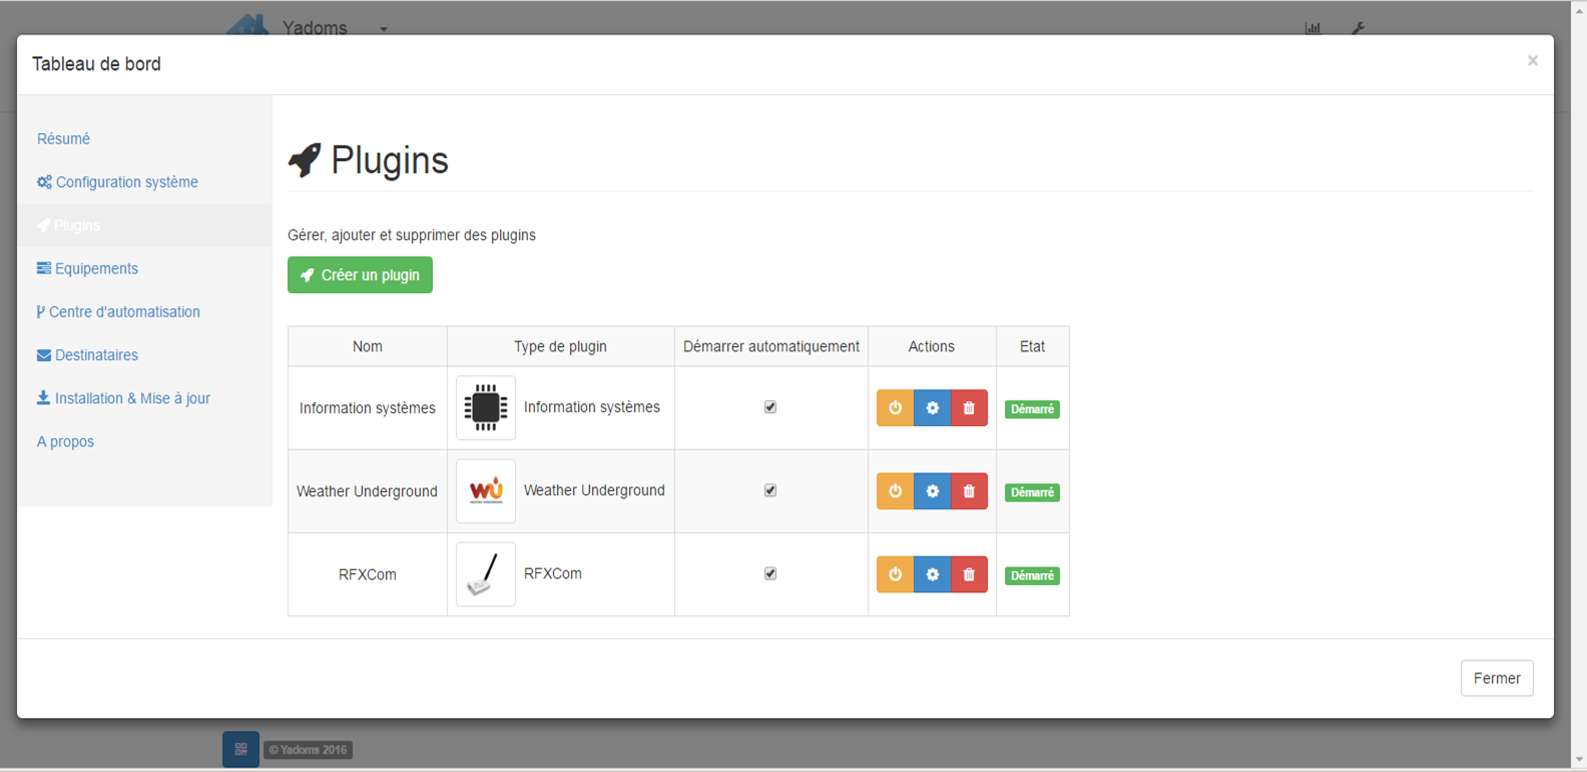 Yadoms
Tableau de bord
×
Résumé
Configuration système
Plugins
Equipements
Centre d'automatisation
Destinataires
Installation & Mise à jour
A propos
Plugins
Gérer, ajouter et supprimer des plugins
Créer un plugin
Nom Type de plugin Démarrer automatiquement Actions Etat
Information systèmes Information systèmes Démarré
Weather Underground WU Weather Underground Démarré
RFXCom RFXCom Démarré
Fermer
© Yadoms 2016